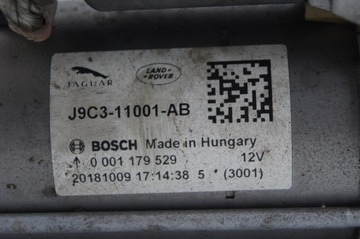 JAGUAR
LAND ROVER
J9C3-11001-AB
BOSCH Made in Hungary
0 001 179 529 12V
20181009 17:14:38 5 * (3001)